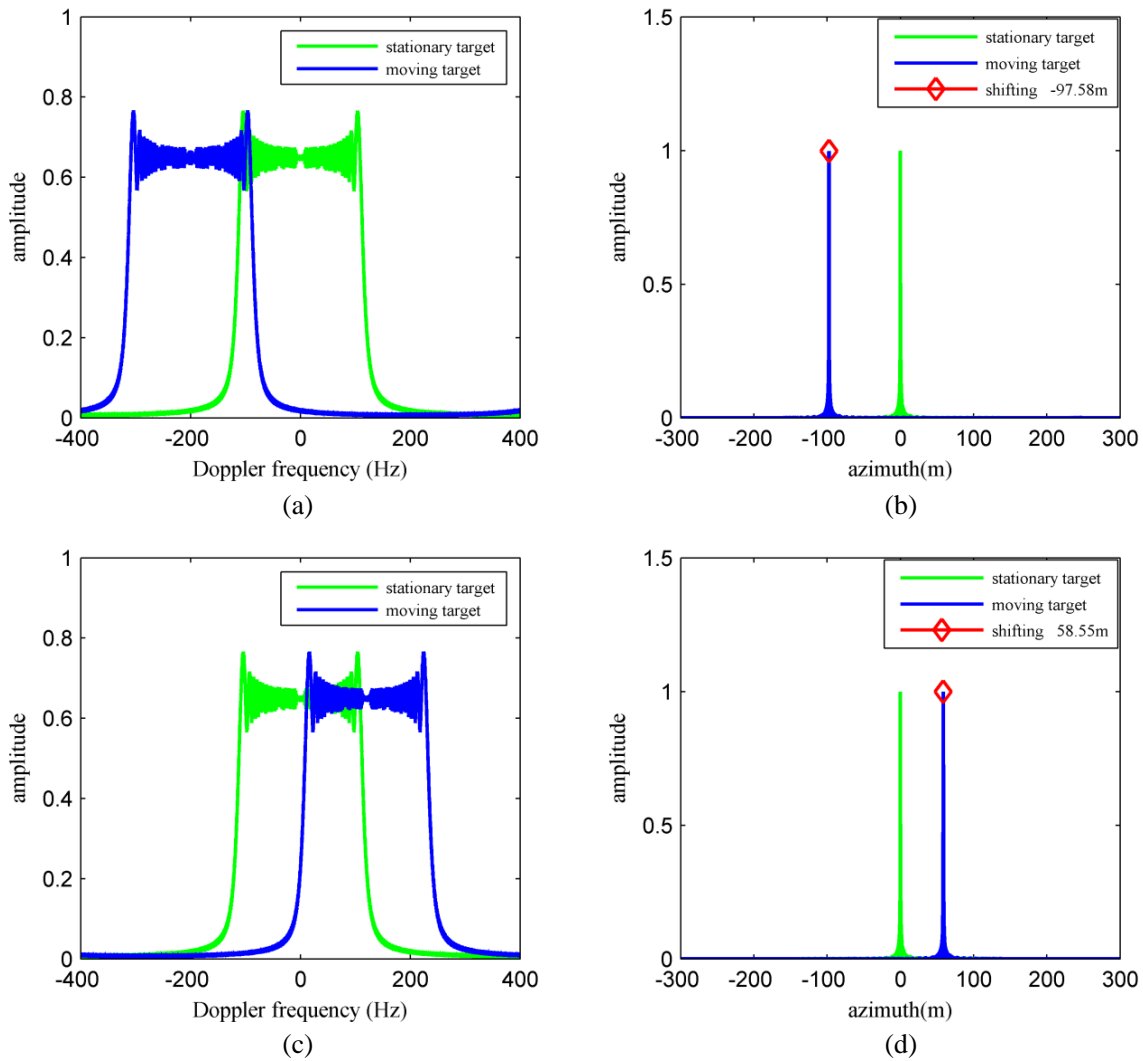 1
0.8
0.6
0.4
0.2
0
amplitude
-400 -200 0 200 400
Doppler frequency (Hz)
stationary target
moving target
(a)
1.5
1
0.5
0
amplitude
-300 -200 -100 0 100 200 300
azimuth(m)
stationary target
moving target
shifting -97.58m
(b)
1
0.8
0.6
0.4
0.2
0
amplitude
-400 -200 0 200 400
Doppler frequency (Hz)
stationary target
moving target
(c)
1.5
1
0.5
0
amplitude
-300 -200 -100 0 100 200 300
azimuth(m)
stationary target
moving target
shifting 58.55m
(d)